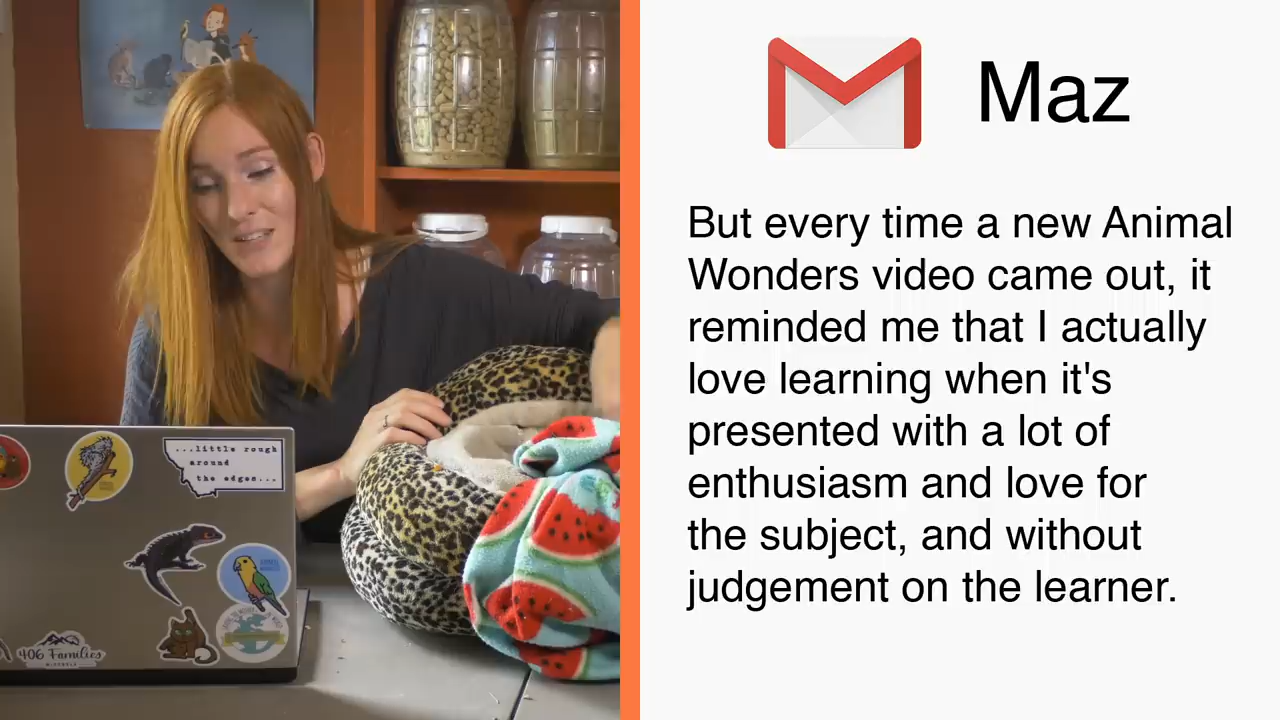 Maz
But every time a new Animal
Wonders video came out, it
reminded me that I actually
love learning when it's
presented with a lot of
enthusiasm and love for
the subject, and without
judgement on the learner.
...little rough
around
the edges...
406 Families